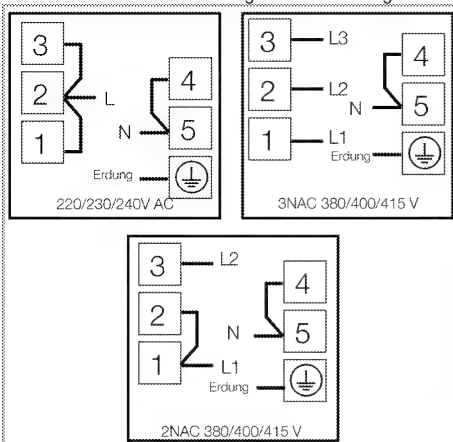 3
2 L
1
4
N 5
Erdung
220/230/240V AC
3 L3
2 L2
1 L1
4
N 5
Erdung
3NAC 380/400/415 V
3 L2
2
1 L1
4
N 5
Erdung
2NAC 380/400/415 V